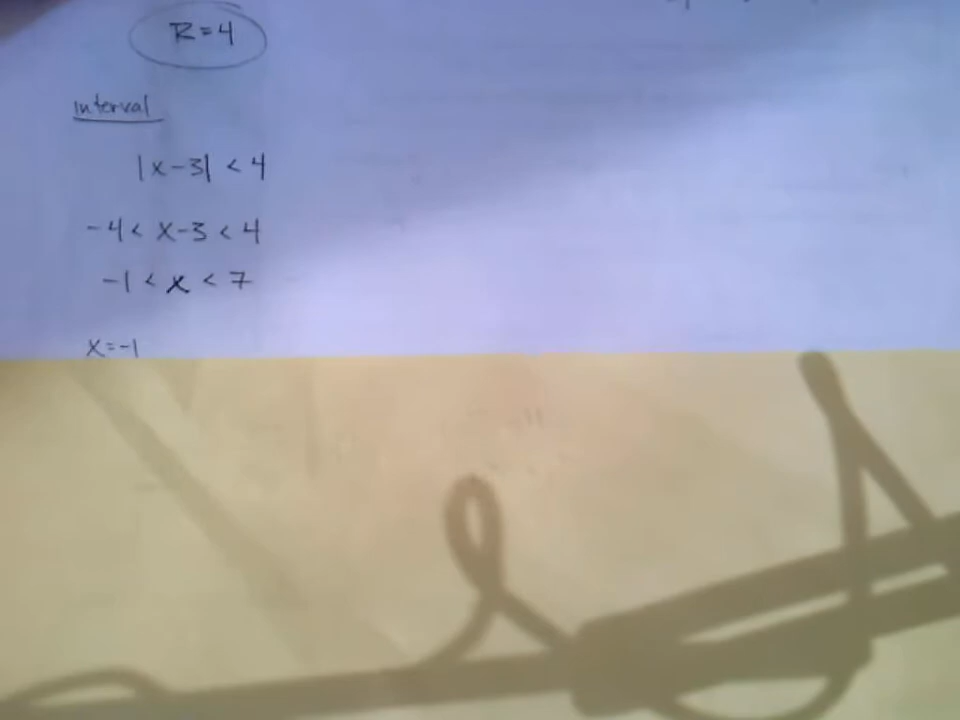 R=4
interval
|x-3| < 4
-4 < x-3 < 4
-1 < x < 7
x=-1